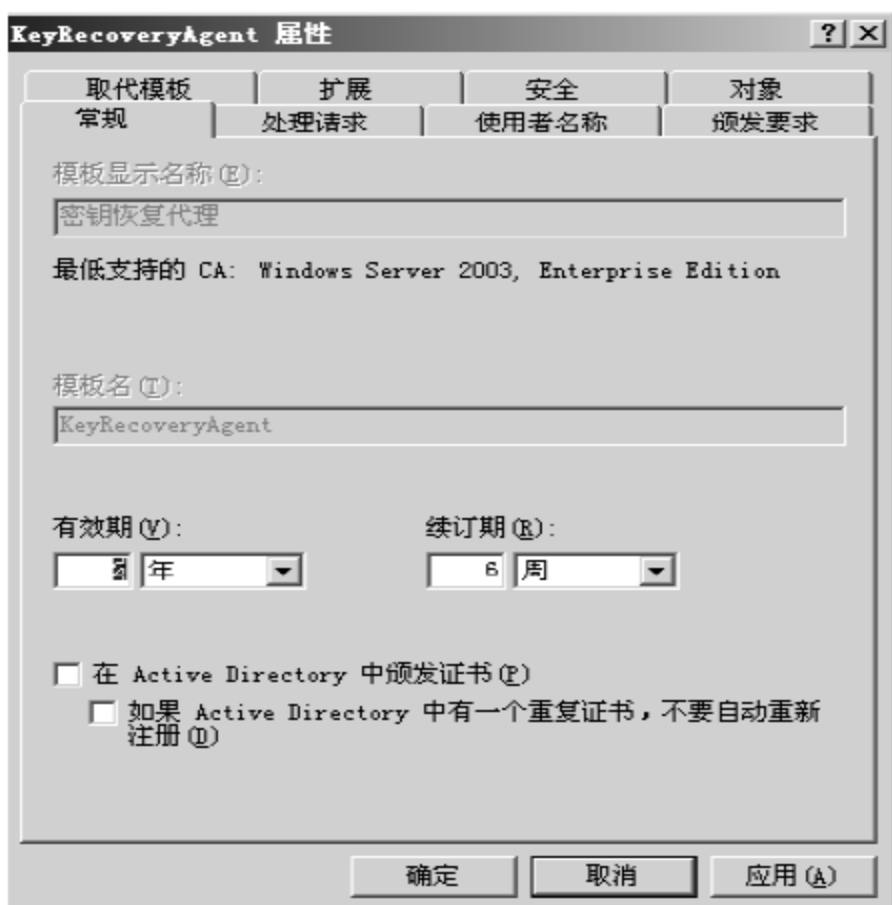 KeyRecoveryAgent 属性
取代模板 扩展 安全 对象
常规 处理请求 使用者名称 颁发要求
模板显示名称(E):
密钥恢复代理
最低支持的 CA: Windows Server 2003, Enterprise Edition
模板名(T):
KeyRecoveryAgent
有效期(V): 续订期(R):
年 6 周
在 Active Directory 中颁发证书(P)
如果 Active Directory 中有一个重复证书，不要自动重新
注册(D)
确定 取消 应用(A)